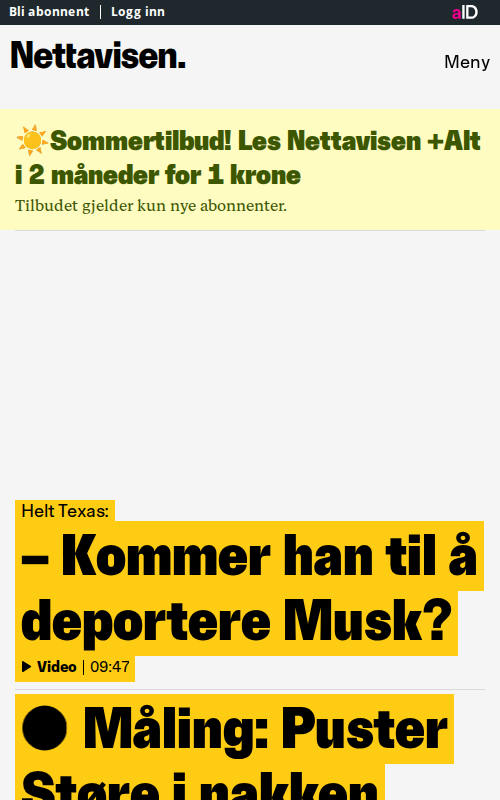 Bli abonnent | Logg inn
aID
Nettavisen.
Meny
☀️Sommertilbud! Les Nettavisen +Alt
i 2 måneder for 1 krone
Tilbudet gjelder kun nye abonnenter.
Helt Texas:
– Kommer han til å
deportere Musk?
Video | 09:47
● Måling: Puster
Støre i nakken